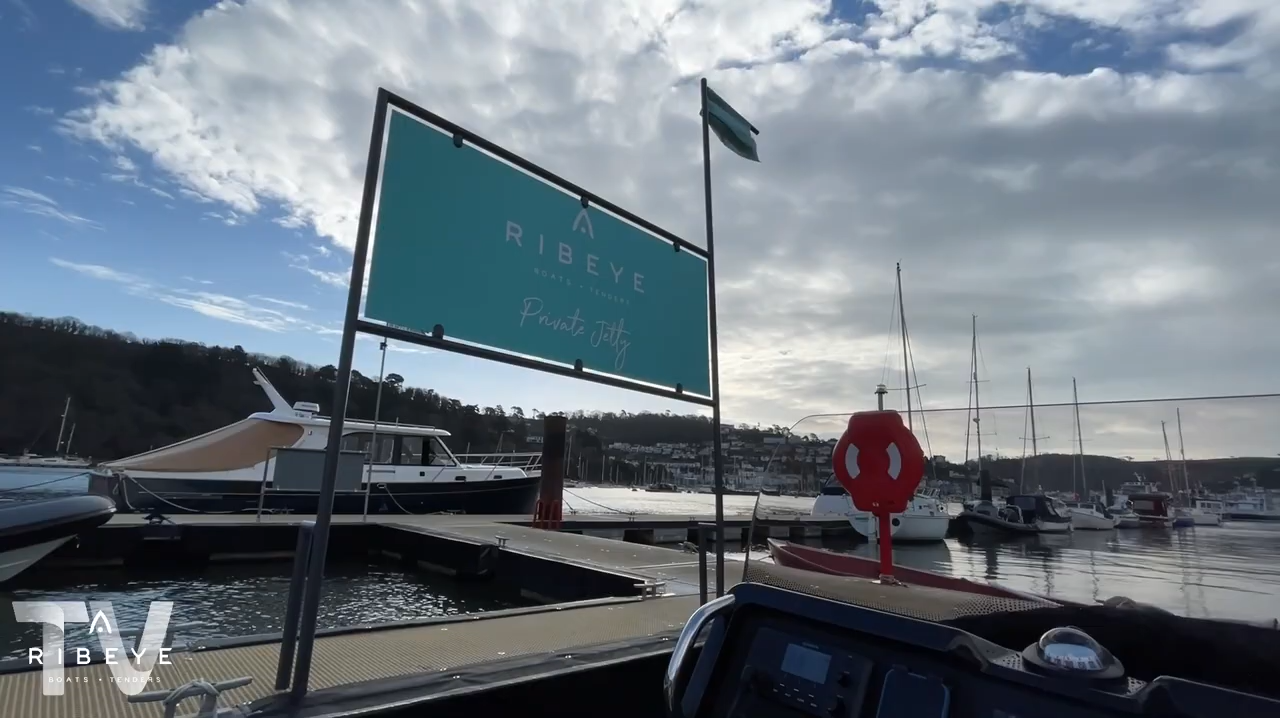 RIBEYE
BOATS + TENDERS
Private Jetty
TV
RIBEYE
BOATS + TENDERS